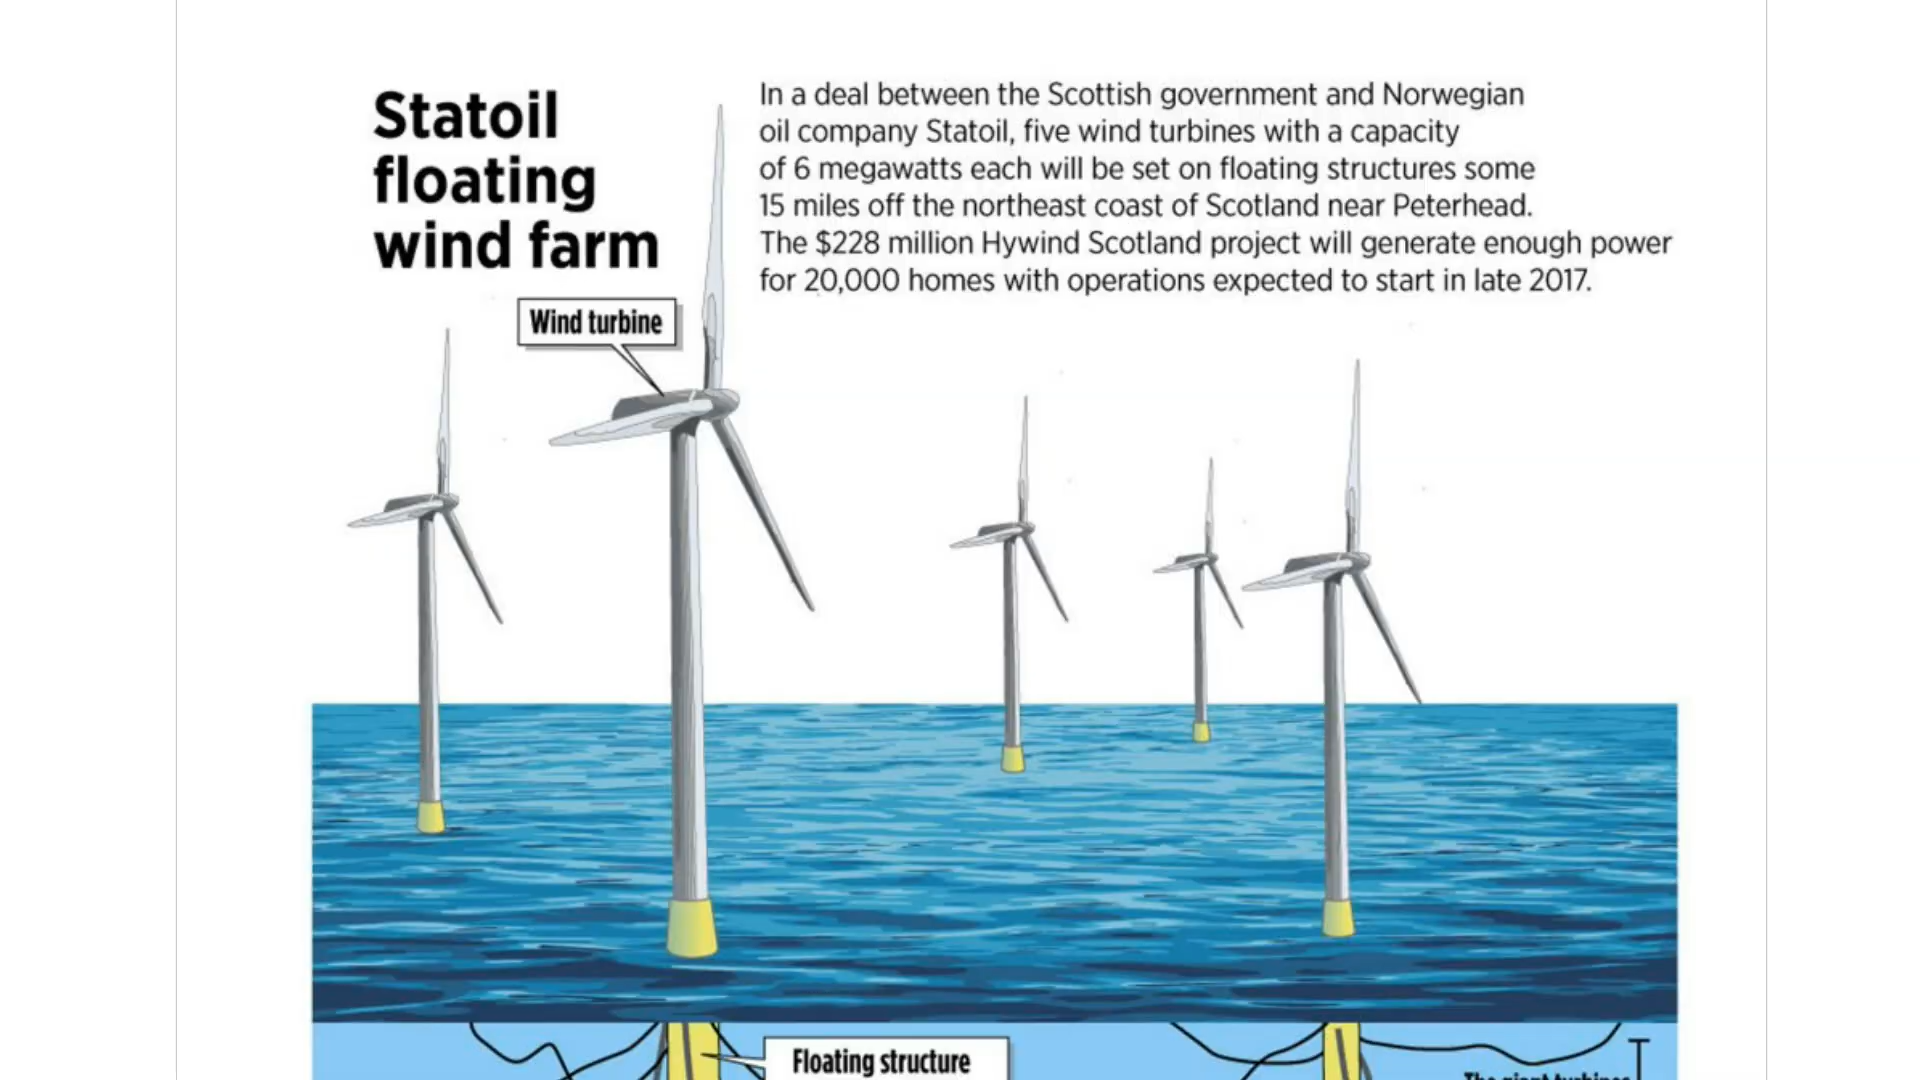 Statoil
floating
wind farm
In a deal between the Scottish government and Norwegian
oil company Statoil, five wind turbines with a capacity
of 6 megawatts each will be set on floating structures some
15 miles off the northeast coast of Scotland near Peterhead.
The $228 million Hywind Scotland project will generate enough power
for 20,000 homes with operations expected to start in late 2017.
Wind turbine
Floating structure
The giant turbines